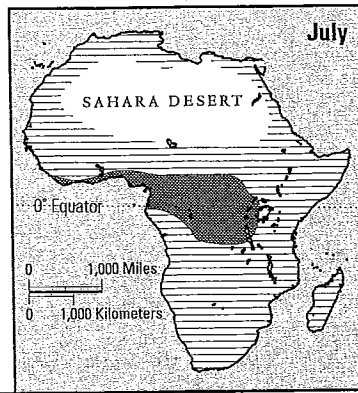 July
SAHARA DESERT
0° Equator
0 1,000 Miles
0 1,000 Kilometers